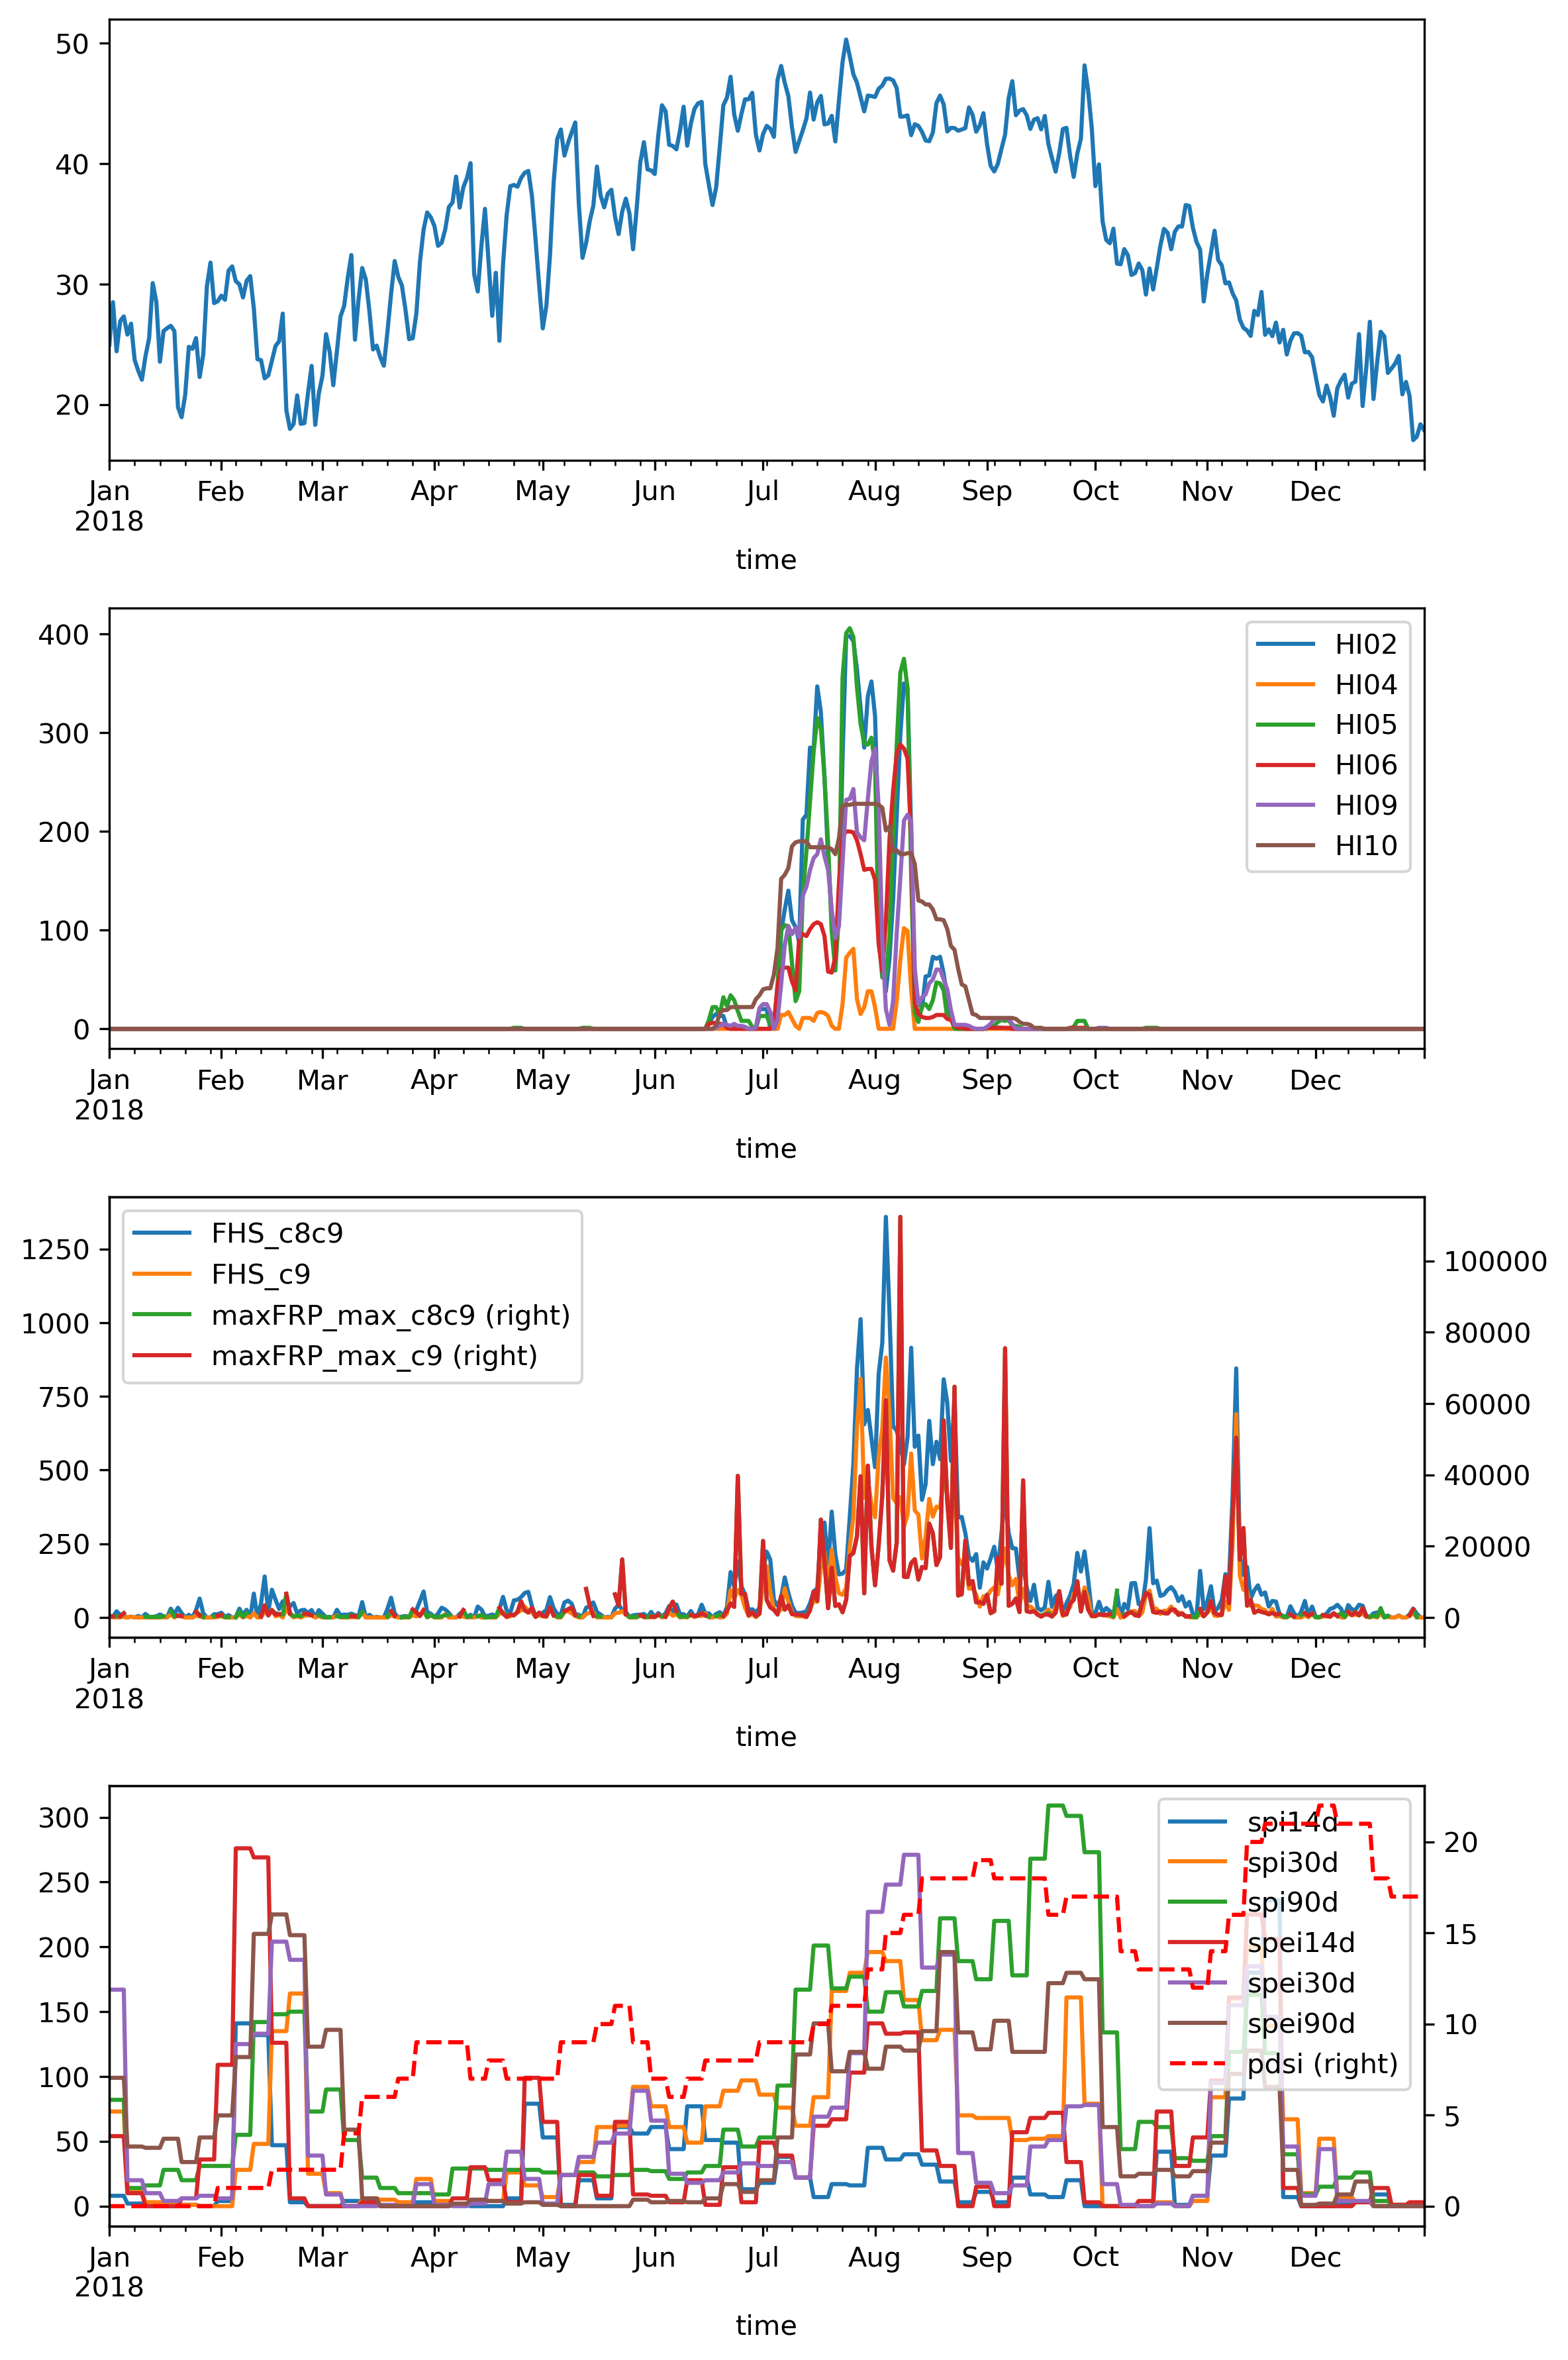 50
40
30
20
Jan Feb Mar Apr May Jun Jul Aug Sep Oct Nov Dec
2018
time
400
300
200
100
0
HI02
HI04
HI05
HI06
HI09
HI10
Jan Feb Mar Apr May Jun Jul Aug Sep Oct Nov Dec
2018
time
1250
1000
750
500
250
0
FHS_c8c9
FHS_c9
maxFRP_max_c8c9 (right)
maxFRP_max_c9 (right)
100000
80000
60000
40000
20000
0
Jan Feb Mar Apr May Jun Jul Aug Sep Oct Nov Dec
2018
time
300
250
200
150
100
50
0
spi14d
spi30d
spi90d
spei14d
spei30d
spei90d
pdsi (right)
20
15
10
5
0
Jan Feb Mar Apr May Jun Jul Aug Sep Oct Nov Dec
2018
time